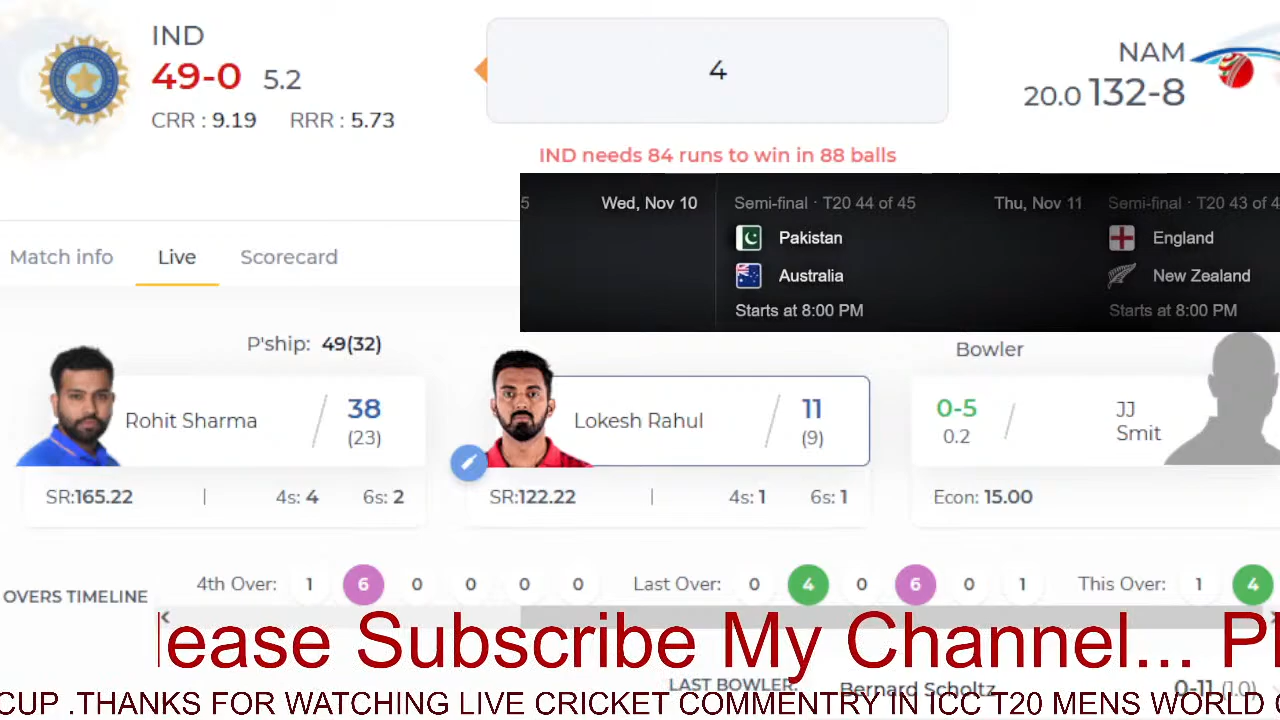 IND
49-0 5.2
CRR : 9.19 RRR : 5.73
4
NAM
20.0 132-8
IND needs 84 runs to win in 88 balls
5 Wed, Nov 10
Semi-final · T20 44 of 45 Thu, Nov 11
Pakistan
Australia
Starts at 8:00 PM
Semi-final · T20 43 of 4
England
New Zealand
Starts at 8:00 PM
Match info Live Scorecard
P'ship: 49(32)
Rohit Sharma 38
(23)
SR:165.22 | 4s: 4 6s: 2
Lokesh Rahul 11
(9)
SR:122.22 | 4s: 1 6s: 1
Bowler
0-5
0.2
JJ
Smit
Econ: 15.00
OVERS TIMELINE
4th Over: 1 6 0 0 0 0 Last Over: 0 4 0 6 0 1 This Over: 1 4
lease Subscribe My Channel... Pl
LAST BOWLER: Bernard Scholtz 0-11 (1.0)
CUP .THANKS FOR WATCHING LIVE CRICKET COMMENTRY IN ICC T20 MENS WORLD C